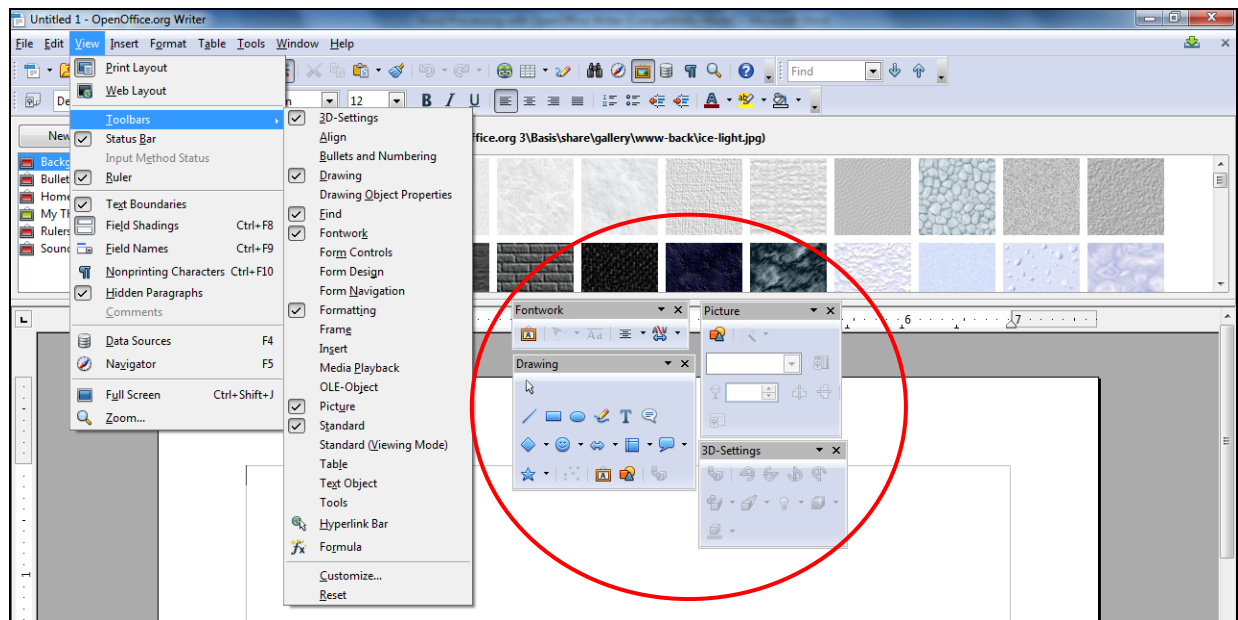 Untitled 1 - OpenOffice.org Writer
File Edit View Insert Format Table Tools Window Help
Find
De
n
12
B I U
New
ffice.org 3\Basis\share\gallery\www-back\ice-light.jpg)
Backg
Bullet
Home
My Th
Rulers
Sound
Print Layout
Web Layout
Toolbars
Status Bar
Input Method Status
Ruler
Text Boundaries
Field Shadings Ctrl+F8
Field Names Ctrl+F9
Nonprinting Characters Ctrl+F10
Hidden Paragraphs
Comments
Data Sources F4
Navigator F5
Full Screen Ctrl+Shift+J
Zoom...
3D-Settings
Align
Bullets and Numbering
Drawing
Drawing Object Properties
Find
Fontwork
Form Controls
Form Design
Form Navigation
Formatting
Frame
Insert
Media Playback
OLE-Object
Picture
Standard
Standard (Viewing Mode)
Table
Text Object
Tools
Hyperlink Bar
Formula
Customize...
Reset
Fontwork
Picture
Drawing
3D-Settings
6 7
1